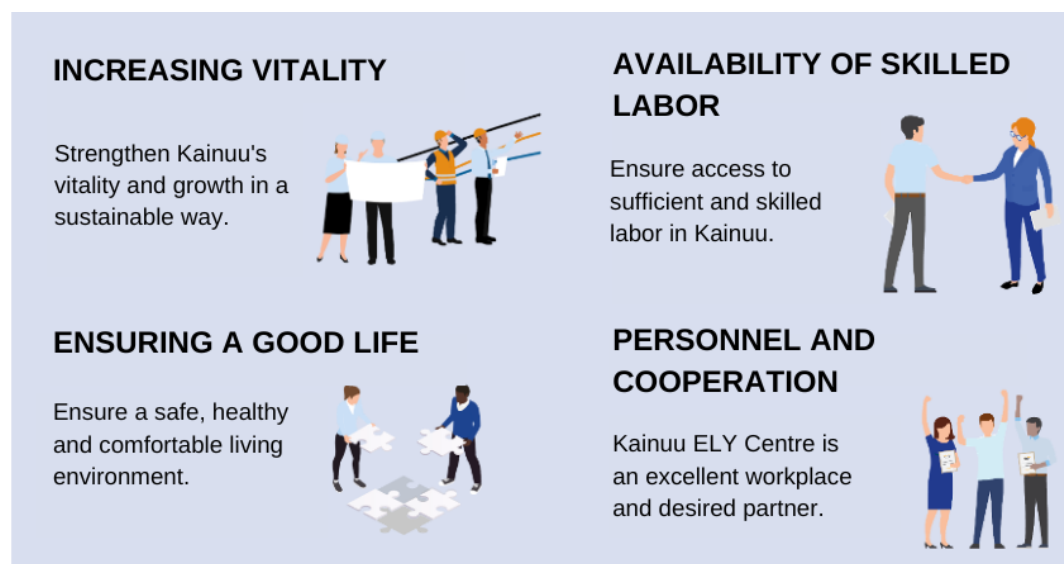 INCREASING VITALITY
Strengthen Kainuu's
vitality and growth in a
sustainable way.
AVAILABILITY OF SKILLED
LABOR
Ensure access to
sufficient and skilled
labor in Kainuu.
ENSURING A GOOD LIFE
Ensure a safe, healthy
and comfortable living
environment.
PERSONNEL AND
COOPERATION
Kainuu ELY Centre is
an excellent workplace
and desired partner.